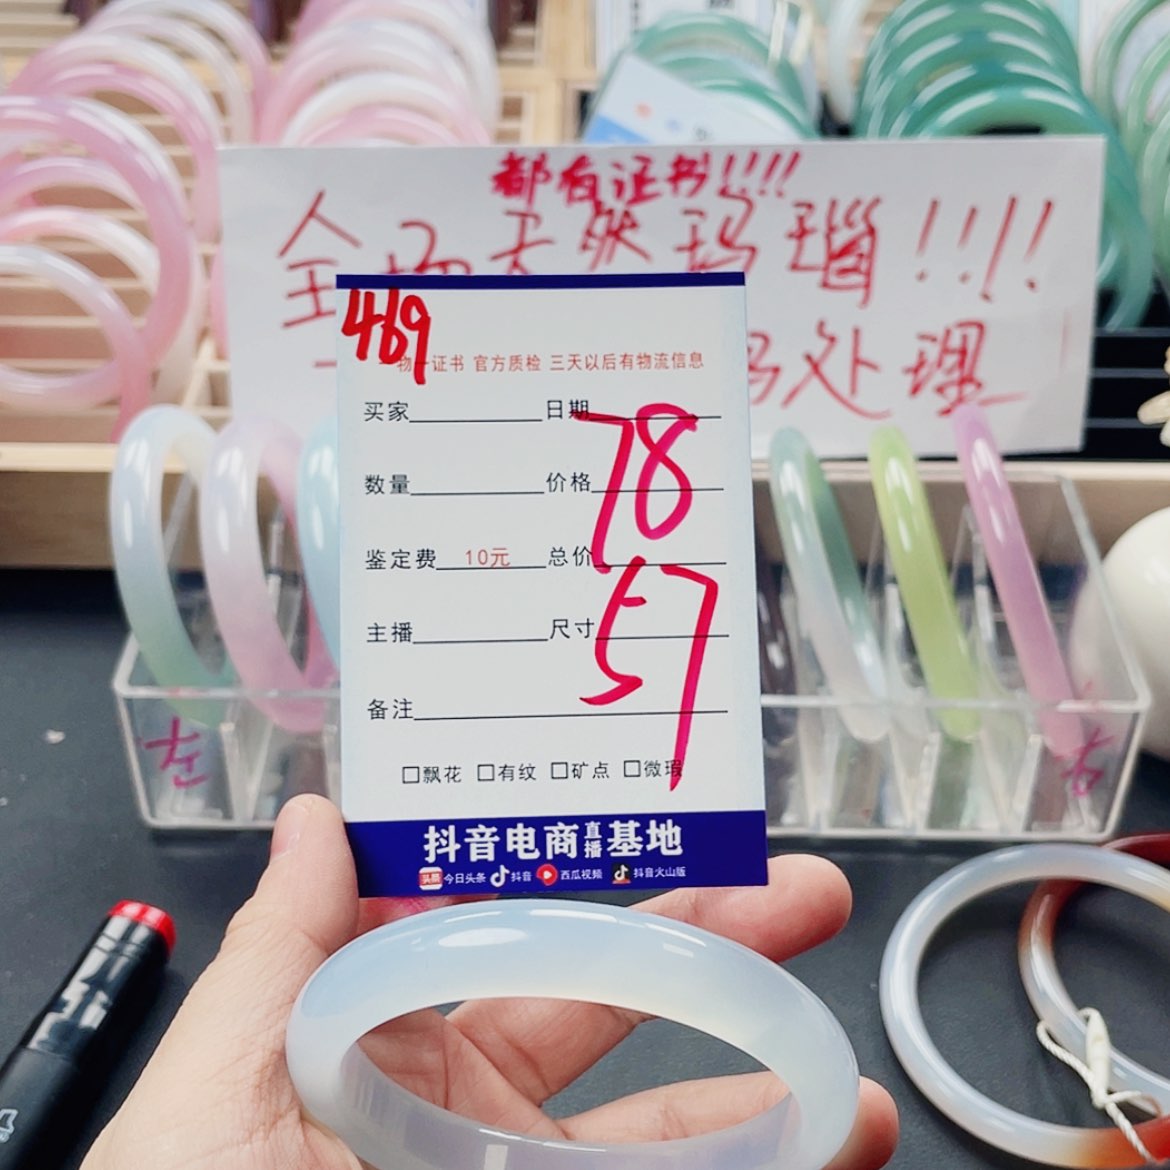 都有证书!!!!
全场天然玛瑙!!!!
处理
469
一物一证书 官方质检 三天以后有物流信息
买家 日期
78
数量 价格
鉴定费 10元 总价
57
主播 尺寸
备注
□飘花 □有纹 □矿点 □微瑕
抖音电商直播基地
头条 今日头条 抖音 西瓜视频 抖音火山版
左
右